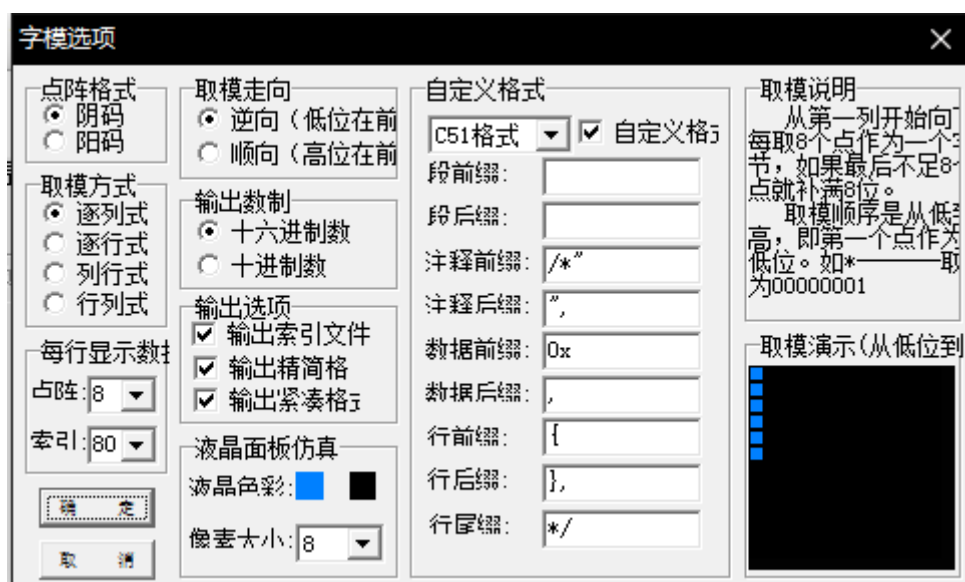 字模选项
点阵格式
阴码
阳码
取模方式
逐列式
逐行式
列行式
行列式
每行显示数据
点阵:8
索引:80
确 定
取 消
取模走向
逆向(低位在前
顺向(高位在前
输出数制
十六进制数
十进制数
输出选项
输出索引文件
输出精简格
输出紧凑格式
液晶面板仿真
液晶色彩:
像素大小:8
自定义格式
C51格式
自定义格式
段前缀:
段后缀:
注释前缀: /*"
注释后缀: ",
数据前缀: 0x
数据后缀: ,
行前缀: {
行后缀: },
行尾缀: */
取模说明
从第一列开始向下
每取8个点作为一个字
节,如果最后不足8个
点就补满8位。
取模顺序是从低到
高,即第一个点作为
低位。如*———————取
为00000001
取模演示(从低位到